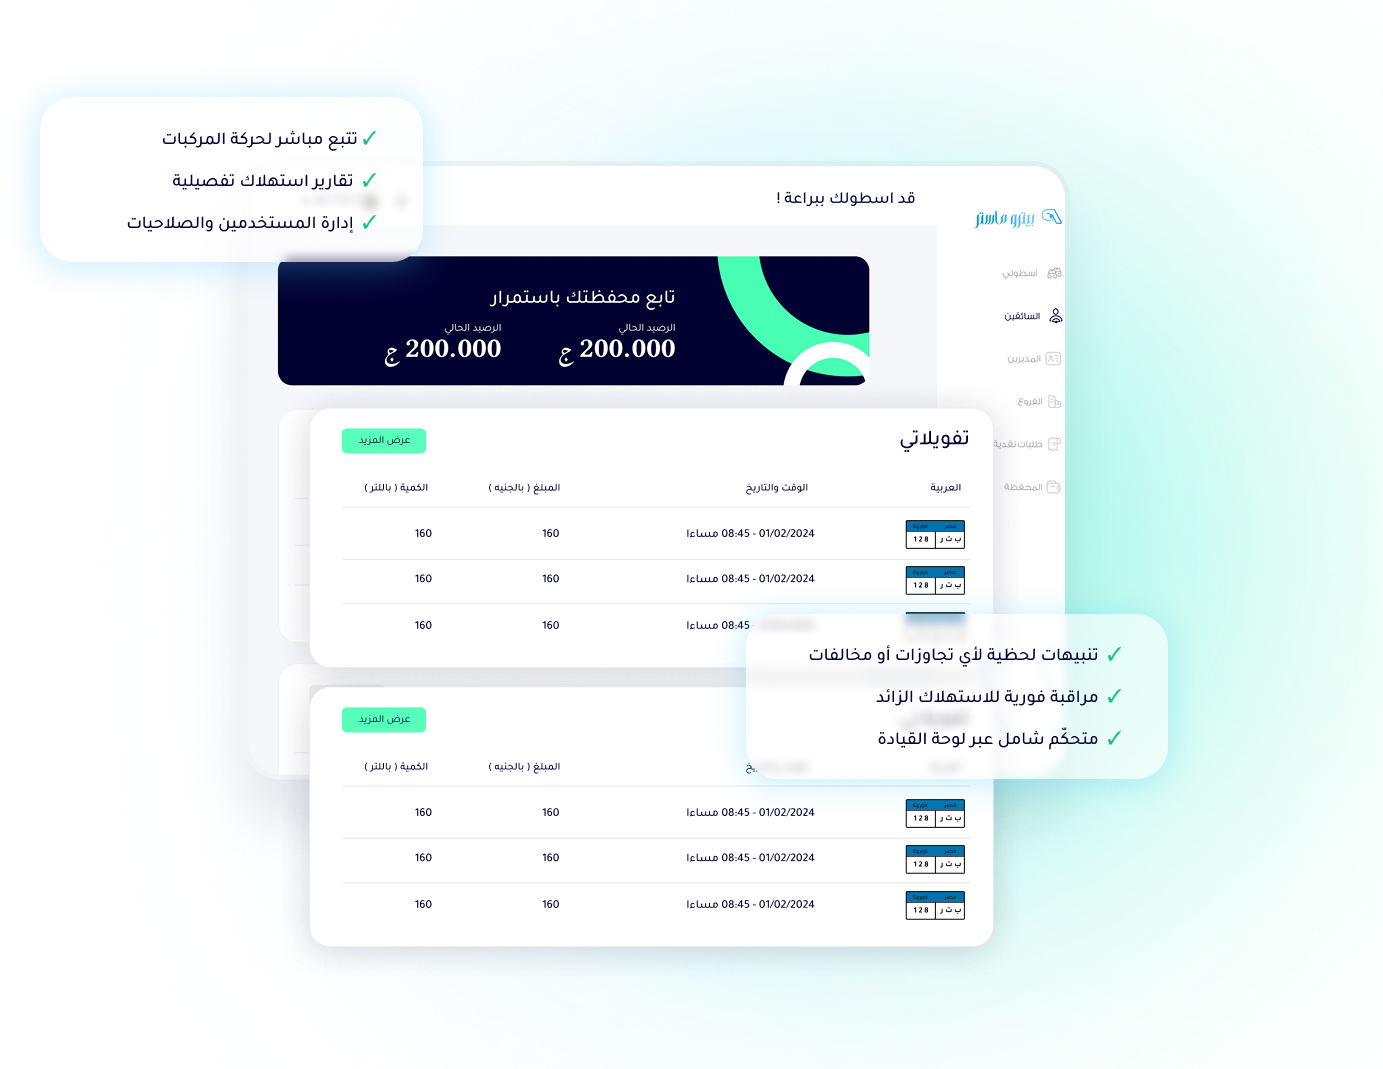 ✓ تتبع مباشر لحركة المركبات
✓ تقارير استهلاك تفصيلية
✓ إدارة المستخدمين والصلاحيات
قد اسطولك ببراعة !
بيترو ماستر
اسطولي
السائقين
المديرين
الفروع
طلبات نقدية
المحفظة
تابع محفظتك باستمرار
الرصيد الحالي الرصيد الحالي
200.000 ج 200.000 ج
تفويلاتي عرض المزيد
العربية الوقت والتاريخ المبلغ ( بالجنيه ) الكمية ( باللتر )
مصر Egypt
ب ت ر 128 01/02/2024 - 08:45 مساءا 160 160
مصر Egypt
ب ت ر 128 01/02/2024 - 08:45 مساءا 160 160
08:45 مساءا 160 160
✓ تنبيهات لحظية لأي تجاوزات أو مخالفات
✓ مراقبة فورية للاستهلاك الزائد
✓ متحكّم شامل عبر لوحة القيادة
عرض المزيد
المبلغ ( بالجنيه ) الكمية ( باللتر )
مصر Egypt
ب ت ر 128 01/02/2024 - 08:45 مساءا 160 160
مصر Egypt
ب ت ر 128 01/02/2024 - 08:45 مساءا 160 160
مصر Egypt
ب ت ر 128 01/02/2024 - 08:45 مساءا 160 160